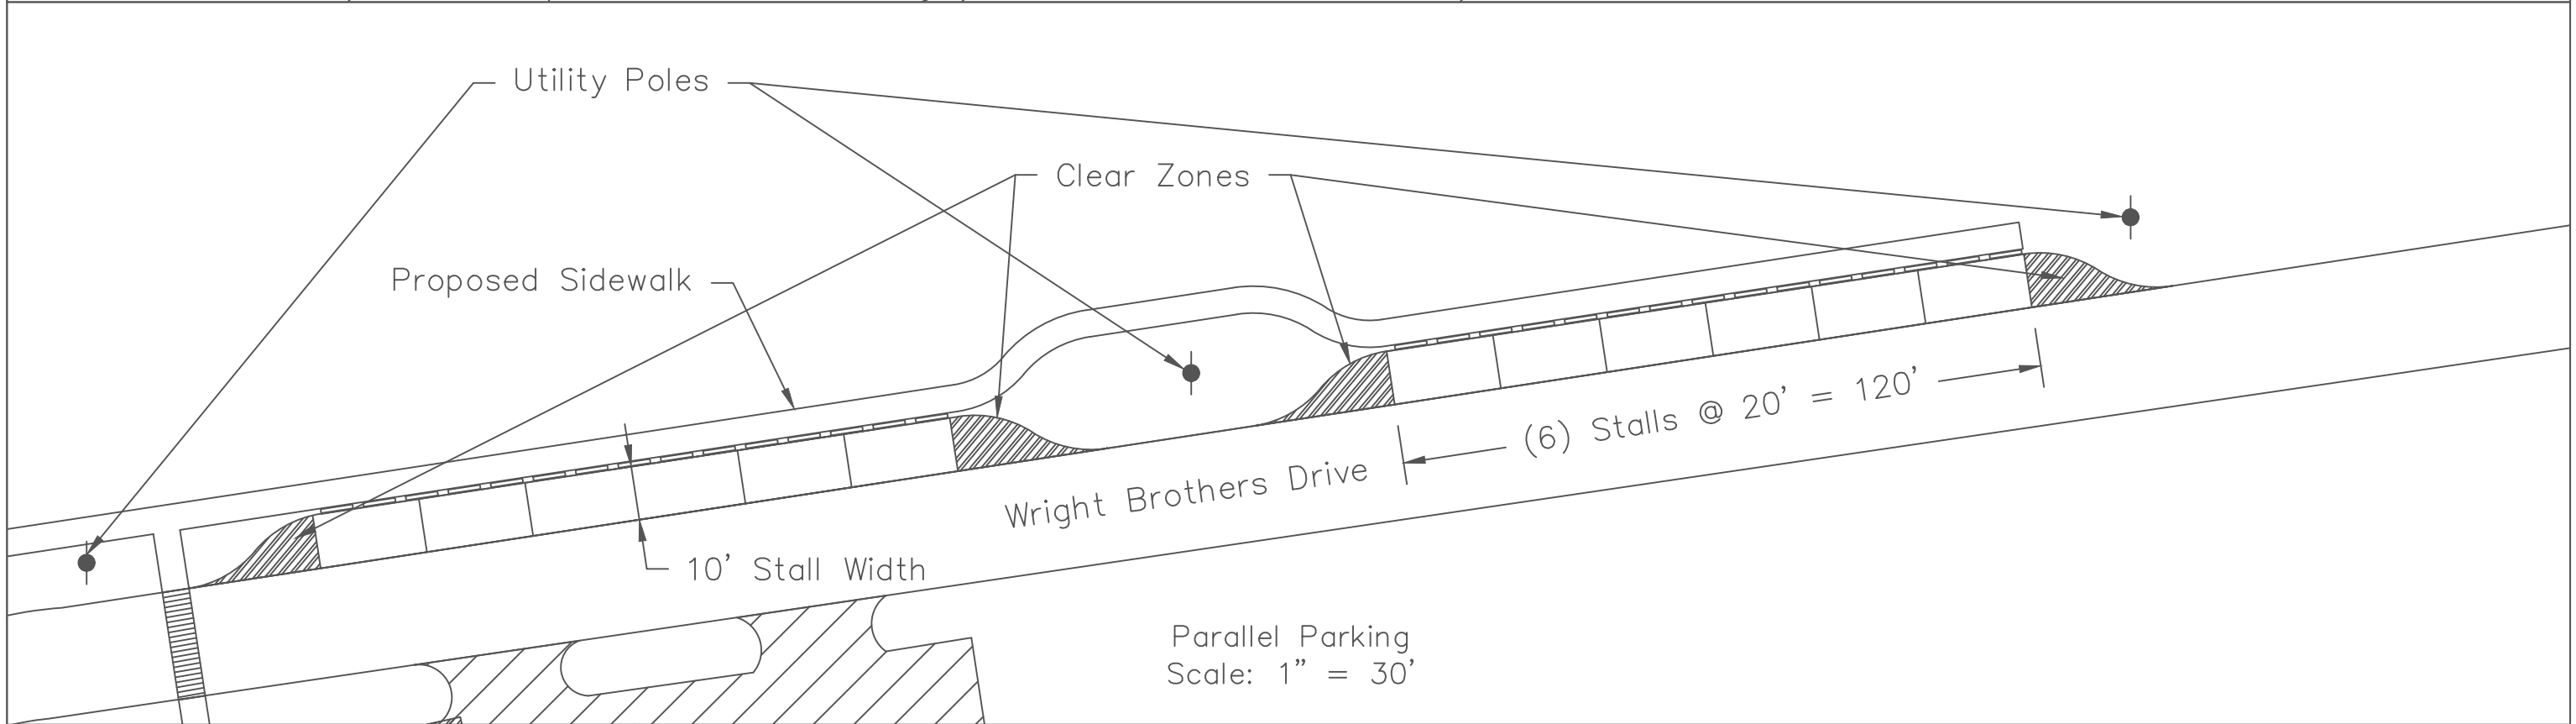 Utility Poles
Clear Zones
Proposed Sidewalk
(6) Stalls @ 20' = 120'
Wright Brothers Drive
10' Stall Width
Parallel Parking
Scale: 1" = 30'